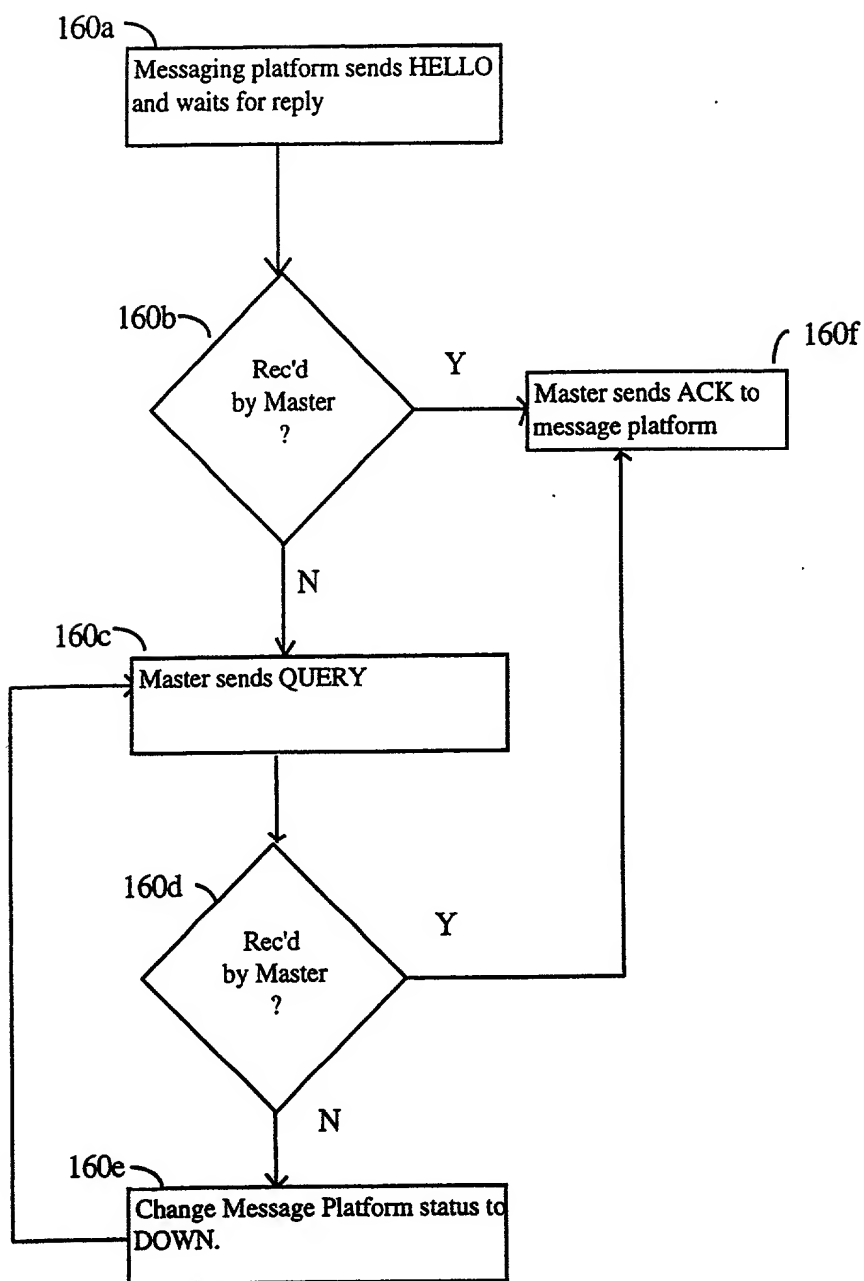 160a
Messaging platform sends HELLO
and waits for reply
160b
Rec'd
by Master
?
Y
160f
Master sends ACK to
message platform
N
160c
Master sends QUERY
160d
Rec'd
by Master
?
Y
N
160e
Change Message Platform status to
DOWN.